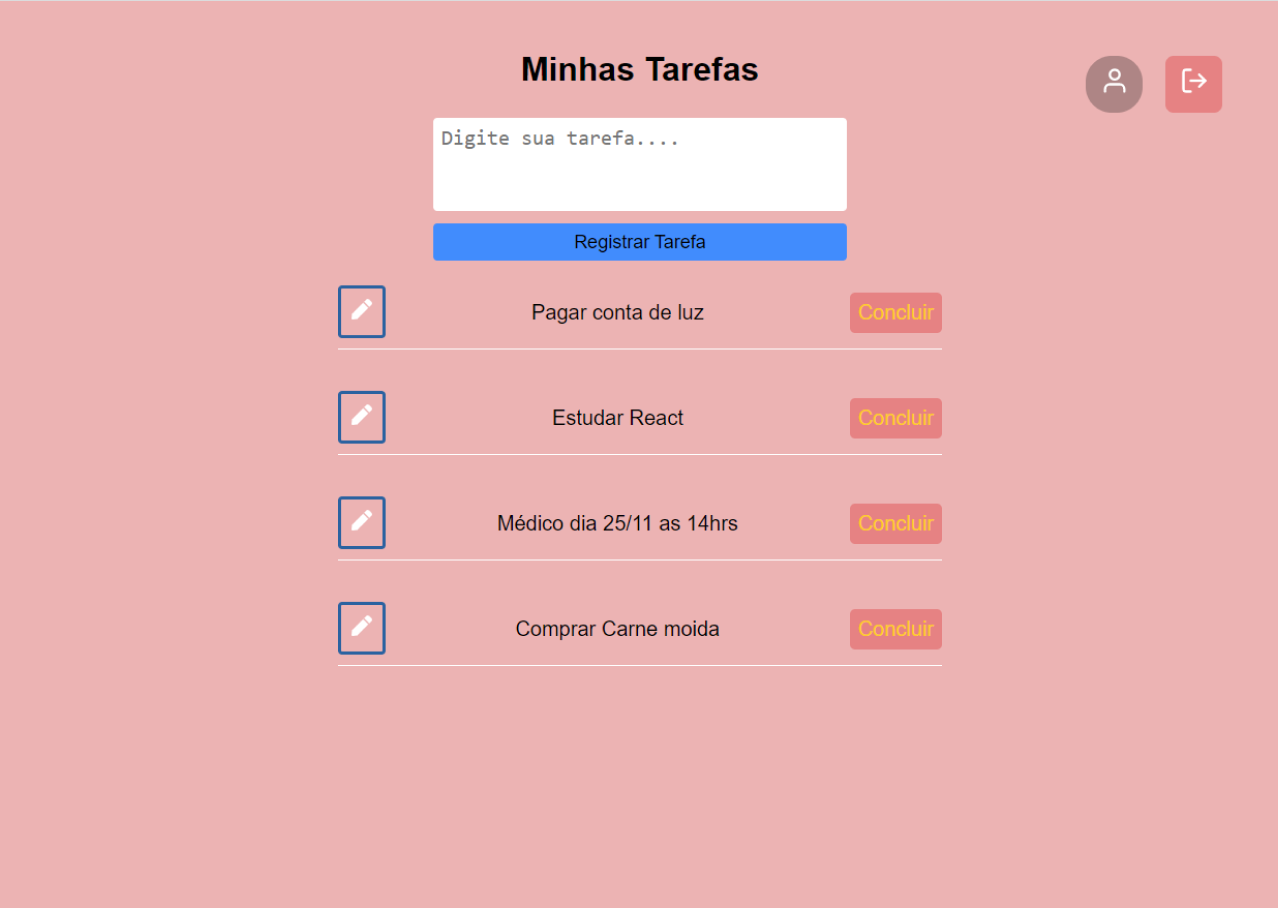 Minhas Tarefas
Digite sua tarefa....
Registrar Tarefa
Pagar conta de luz
Concluir
Estudar React
Concluir
Médico dia 25/11 as 14hrs
Concluir
Comprar Carne moida
Concluir